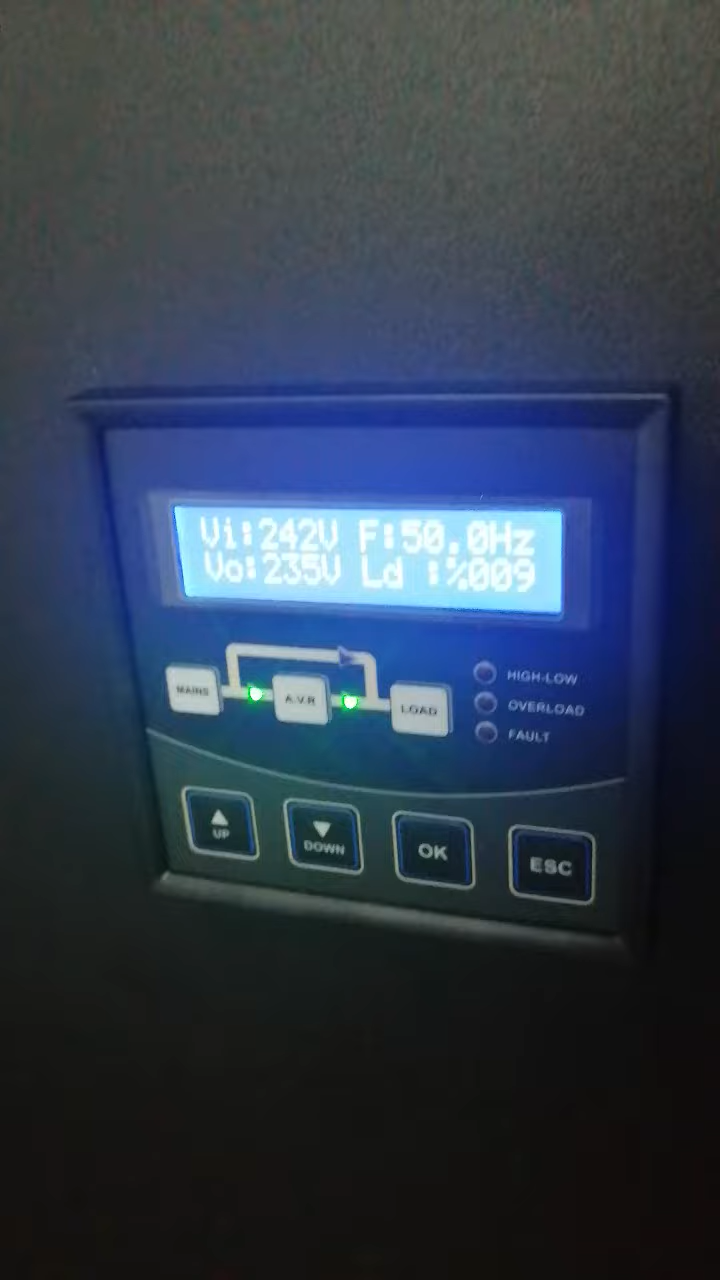 Vi:242V F:50.0Hz
Vo:235V Ld :%009
MAINS
A.V.R
LOAD
HIGH-LOW
OVERLOAD
FAULT
▲ ▼
UP DOWN OK ESC